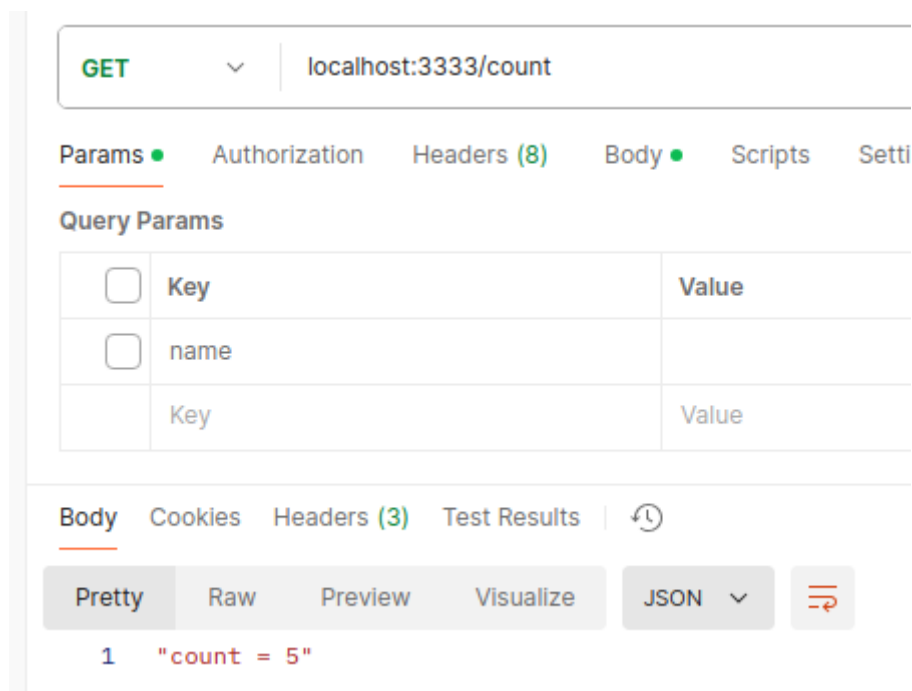 GET localhost:3333/count
Params Authorization Headers (8) Body Scripts Setti
Query Params
Key Value
name
Key Value
Body Cookies Headers (3) Test Results
Pretty Raw Preview Visualize JSON
1 "count = 5"